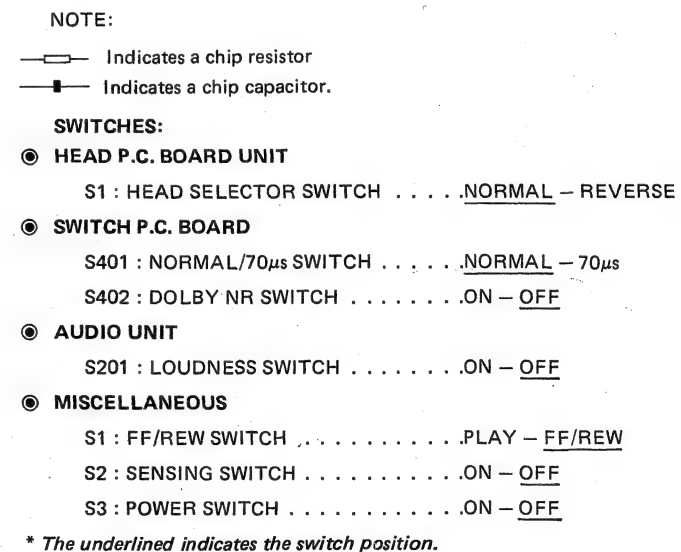 NOTE:
Indicates a chip resistor
Indicates a chip capacitor.
SWITCHES:
◉ HEAD P.C. BOARD UNIT
S1 : HEAD SELECTOR SWITCH . . . . .NORMAL – REVERSE
◉ SWITCH P.C. BOARD
S401 : NORMAL/70μs SWITCH . . . . . .NORMAL – 70μs
S402 : DOLBY NR SWITCH . . . . . . . .ON – OFF
◉ AUDIO UNIT
S201 : LOUDNESS SWITCH . . . . . . . .ON – OFF
◉ MISCELLANEOUS
S1 : FF/REW SWITCH . . . . . . . . . . . .PLAY – FF/REW
S2 : SENSING SWITCH . . . . . . . . . . .ON – OFF
S3 : POWER SWITCH . . . . . . . . . . . .ON – OFF
* The underlined indicates the switch position.